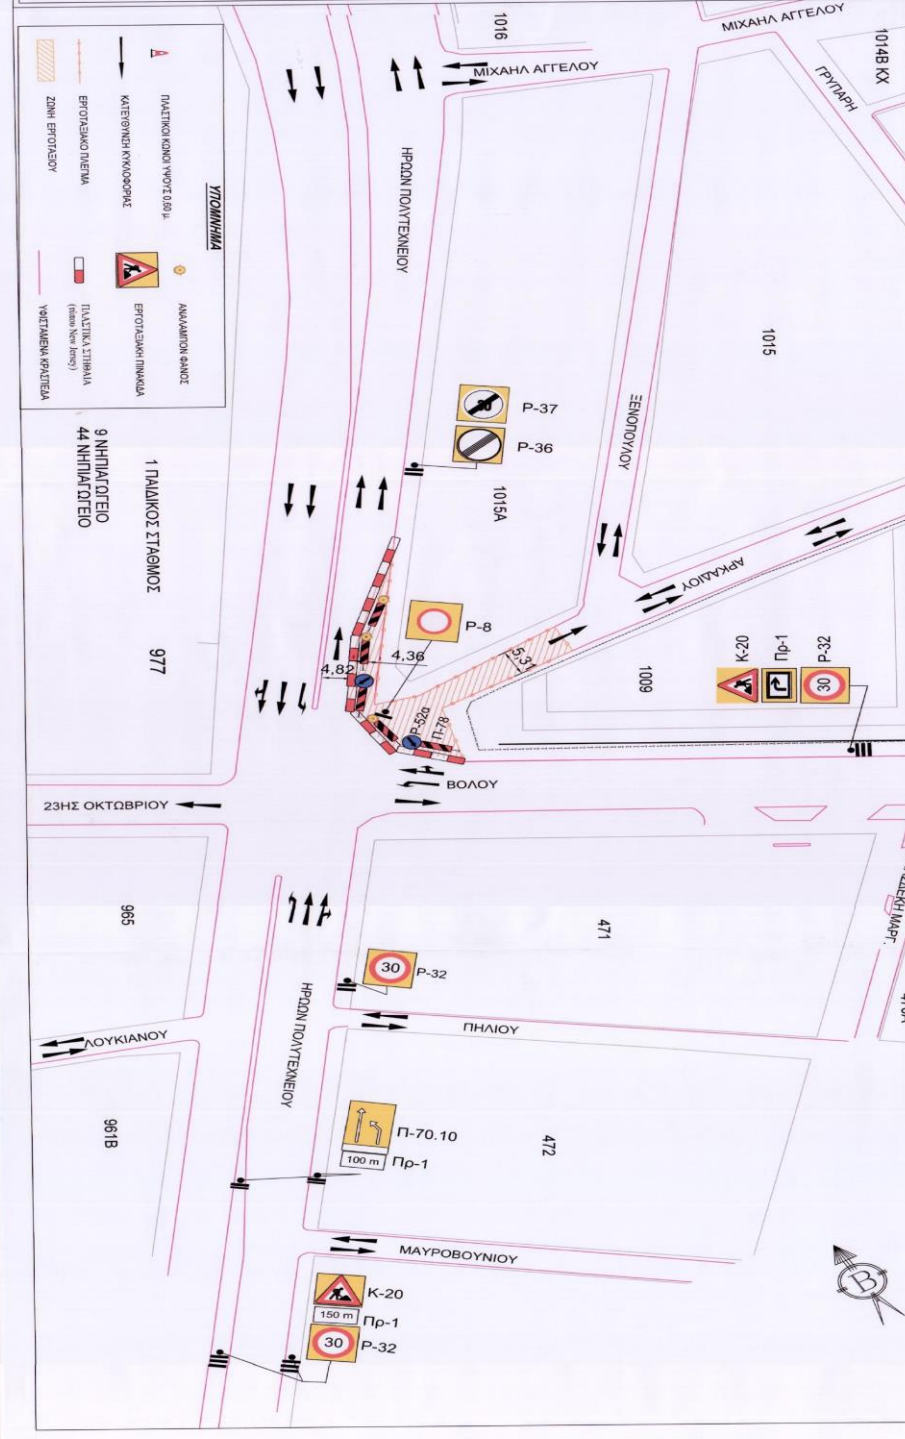 ΜΙΧΑΗΛ ΑΓΓΕΛΟΥ
1016
1014Β ΚΧ
ΜΙΧΑΗΛ ΑΓΓΕΛΟΥ
ΓΡΥΠΑΡΗ
ΗΡΩΩΝ ΠΟΛΥΤΕΧΝΕΙΟΥ
1015
ΥΠΟΜΝΗΜΑ
ΠΛΑΣΤΙΚΟΙ ΚΩΝΟΙ ΥΨΟΥΣ 0.60 μ.
ΑΝΑΛΑΜΠΩΝ ΦΑΝΟΣ
ΚΑΤΕΥΘΥΝΣΗ ΚΥΚΛΟΦΟΡΙΑΣ
ΕΡΓΟΤΑΞΙΑΚΗ ΠΙΝΑΚΙΔΑ
ΕΡΓΟΤΑΞΙΑΚΟ ΠΛΕΓΜΑ
ΠΛΑΣΤΙΚΑ ΣΤΗΘΑΙΑ
(τύπου New Jersey)
ΖΩΝΗ ΕΡΓΟΤΑΞΙΟΥ
ΥΦΙΣΤΑΜΕΝΑ ΚΡΑΣΠΕΔΑ
30
Ρ-37
Ρ-36
ΞΕΝΟΠΟΥΛΟΥ
1015Α
1 ΠΑΙΔΙΚΟΣ ΣΤΑΘΜΟΣ
9 ΝΗΠΙΑΓΩΓΕΙΟ
44 ΝΗΠΙΑΓΩΓΕΙΟ
977
ΑΡΚΑΔΙΟΥ
Ρ-8
4,36
4,82
5,31
1009
Κ-20
Πρ-1
Ρ-32
30
Ρ-52α
Π-78
ΒΟΛΟΥ
23ΗΣ ΟΚΤΩΒΡΙΟΥ
965
471
30
Ρ-32
ΗΡΩΩΝ ΠΟΛΥΤΕΧΝΕΙΟΥ
ΠΗΛΙΟΥ
ΛΟΥΚΙΑΝΟΥ
961Β
Π-70.10
100 m
Πρ-1
472
ΜΑΥΡΟΒΟΥΝΙΟΥ
Κ-20
150 m
Πρ-1
30
Ρ-32
Β